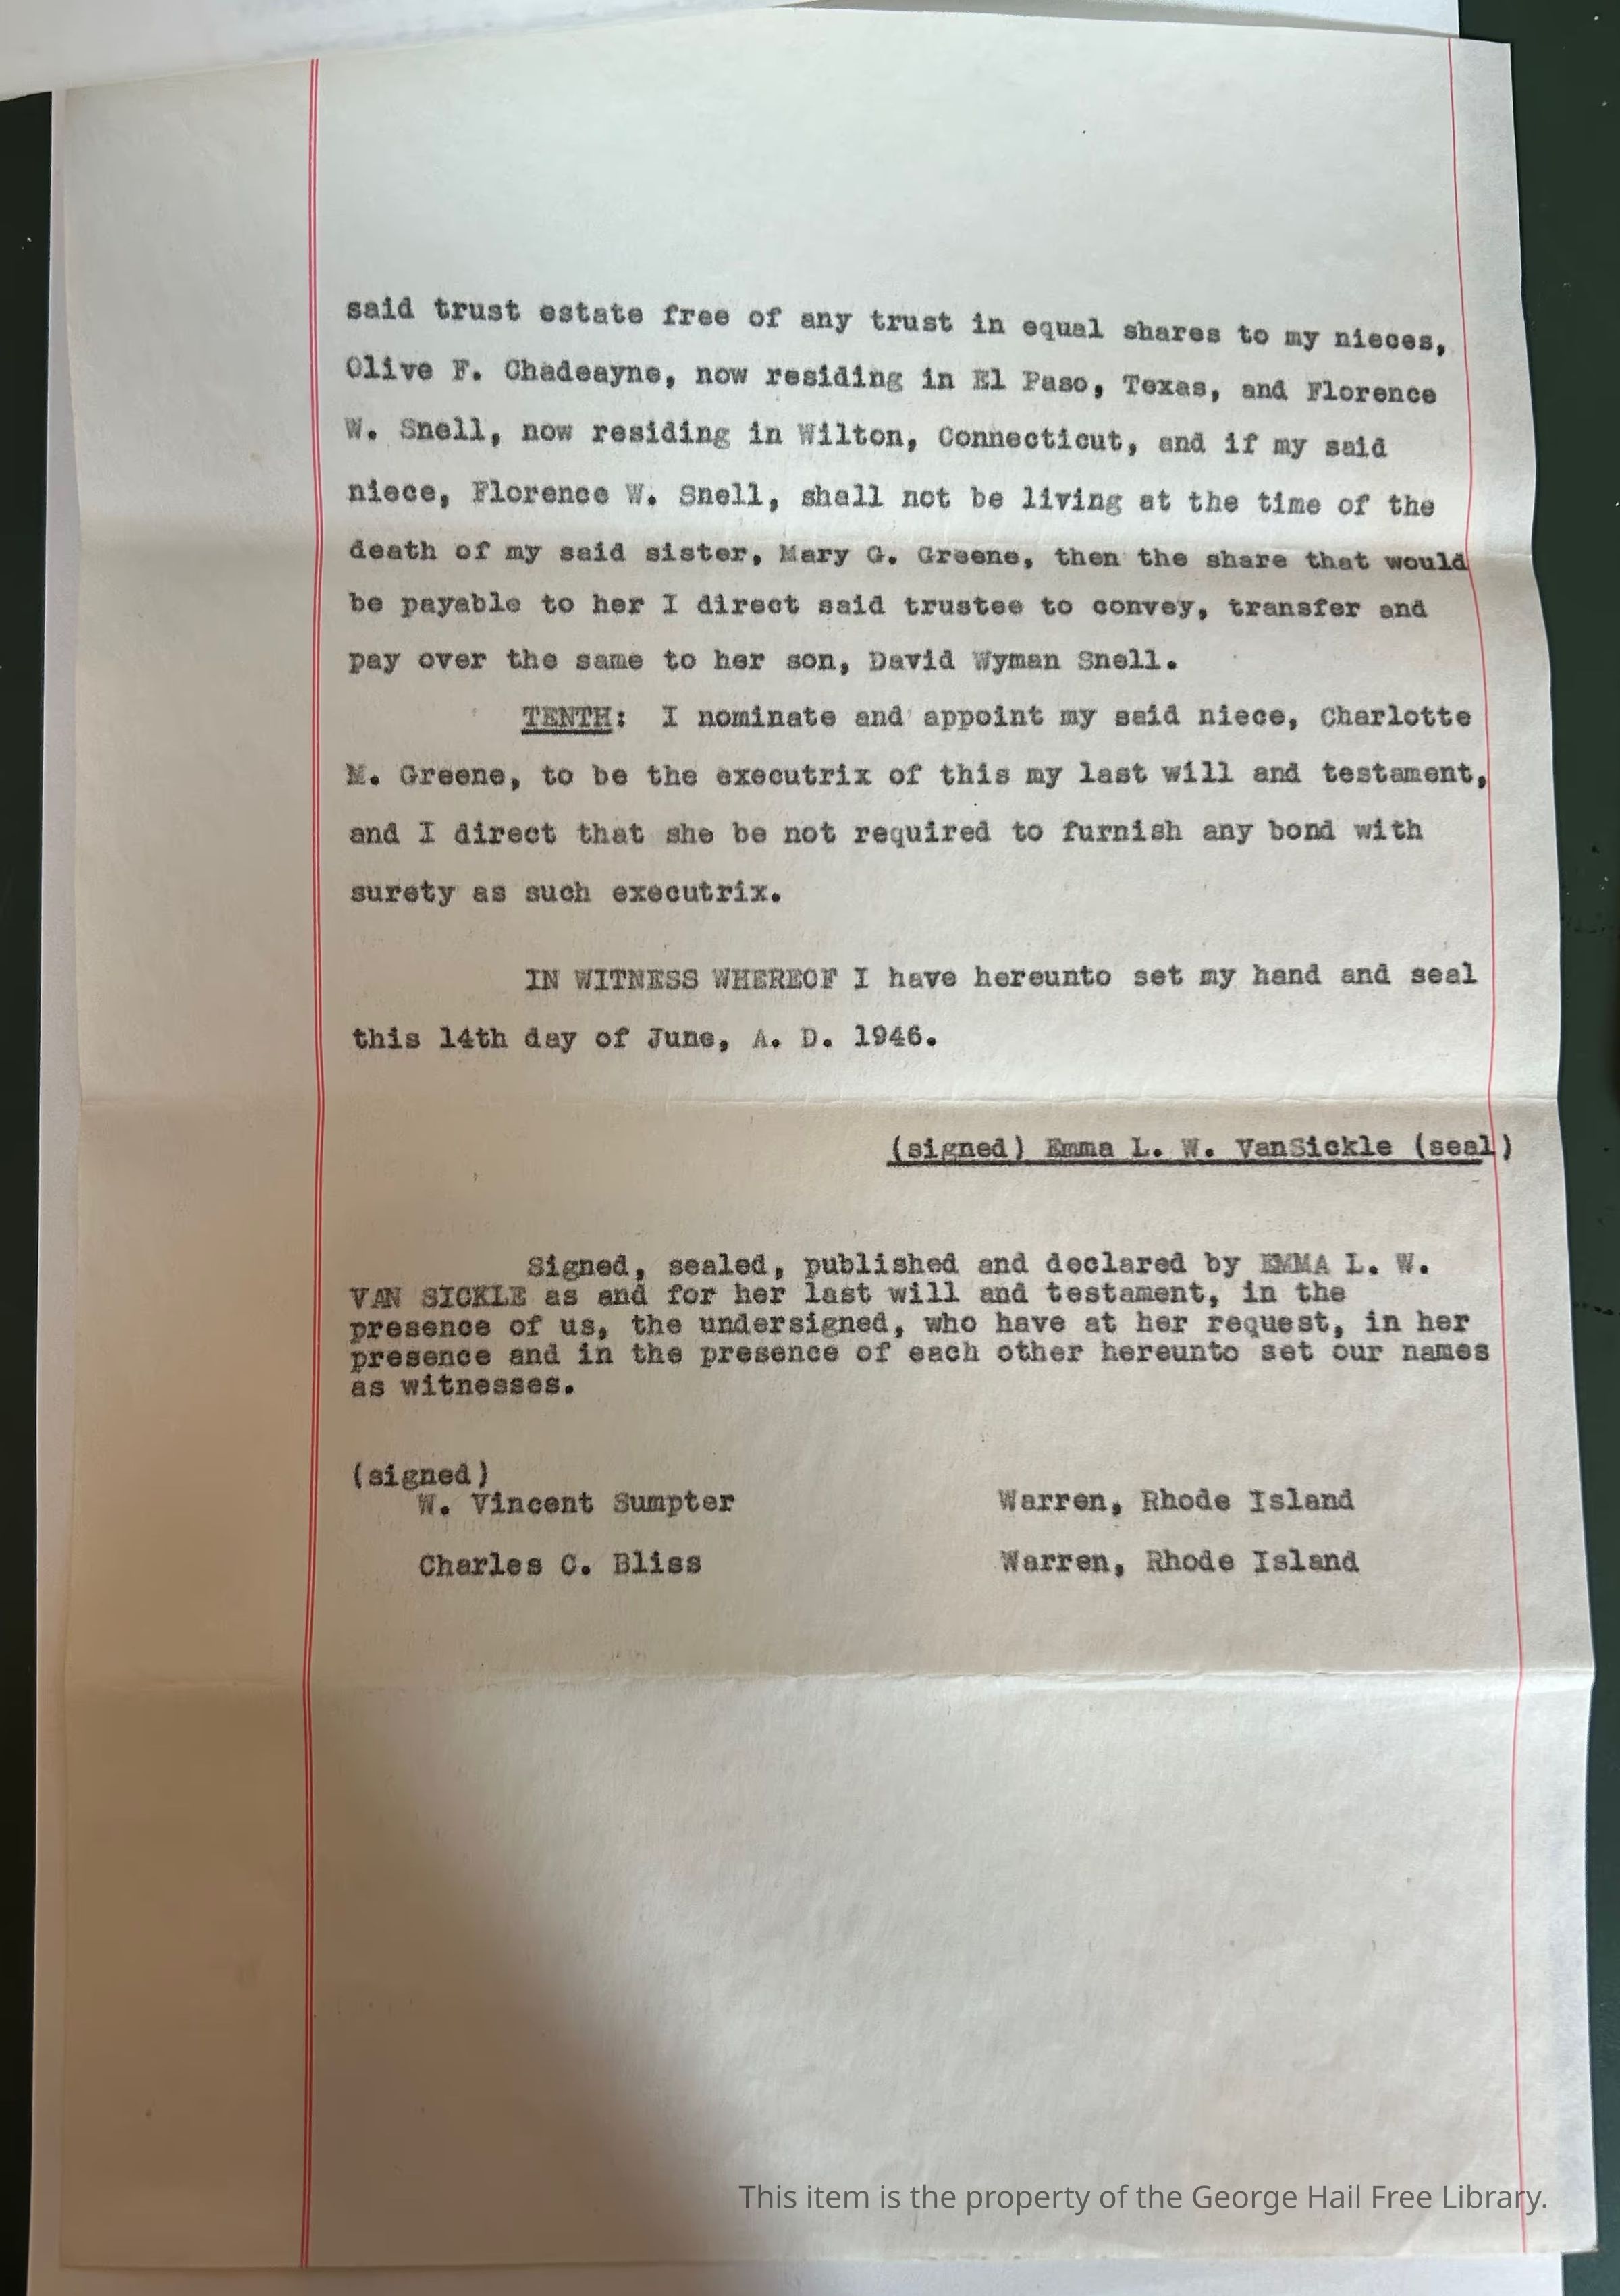 said trust estate free of any trust in equal shares to my nieces,
Olive F. Chadeayne, now residing in El Paso, Texas, and Florence
W. Snell, now residing in Wilton, Connecticut, and if my said
niece, Florence W. Snell, shall not be living at the time of the
death of my said sister, Mary G. Greene, then the share that would
be payable to her I direct said trustee to convey, transfer and
pay over the same to her son, David Wyman Snell.
TENTH: I nominate and appoint my said niece, Charlotte
M. Greene, to be the executrix of this my last will and testament,
and I direct that she be not required to furnish any bond with
surety as such executrix.
IN WITNESS WHEREOF I have hereunto set my hand and seal
this 14th day of June, A. D. 1946.
(signed) Emma L. W. VanSickle (seal)
Signed, sealed, published and declared by EMMA L. W.
VAN SICKLE as and for her last will and testament, in the
presence of us, the undersigned, who have at her request, in her
presence and in the presence of each other hereunto set our names
as witnesses.
(signed)
W. Vincent Sumpter Warren, Rhode Island
Charles C. Bliss Warren, Rhode Island
This item is the property of the George Hail Free Library.